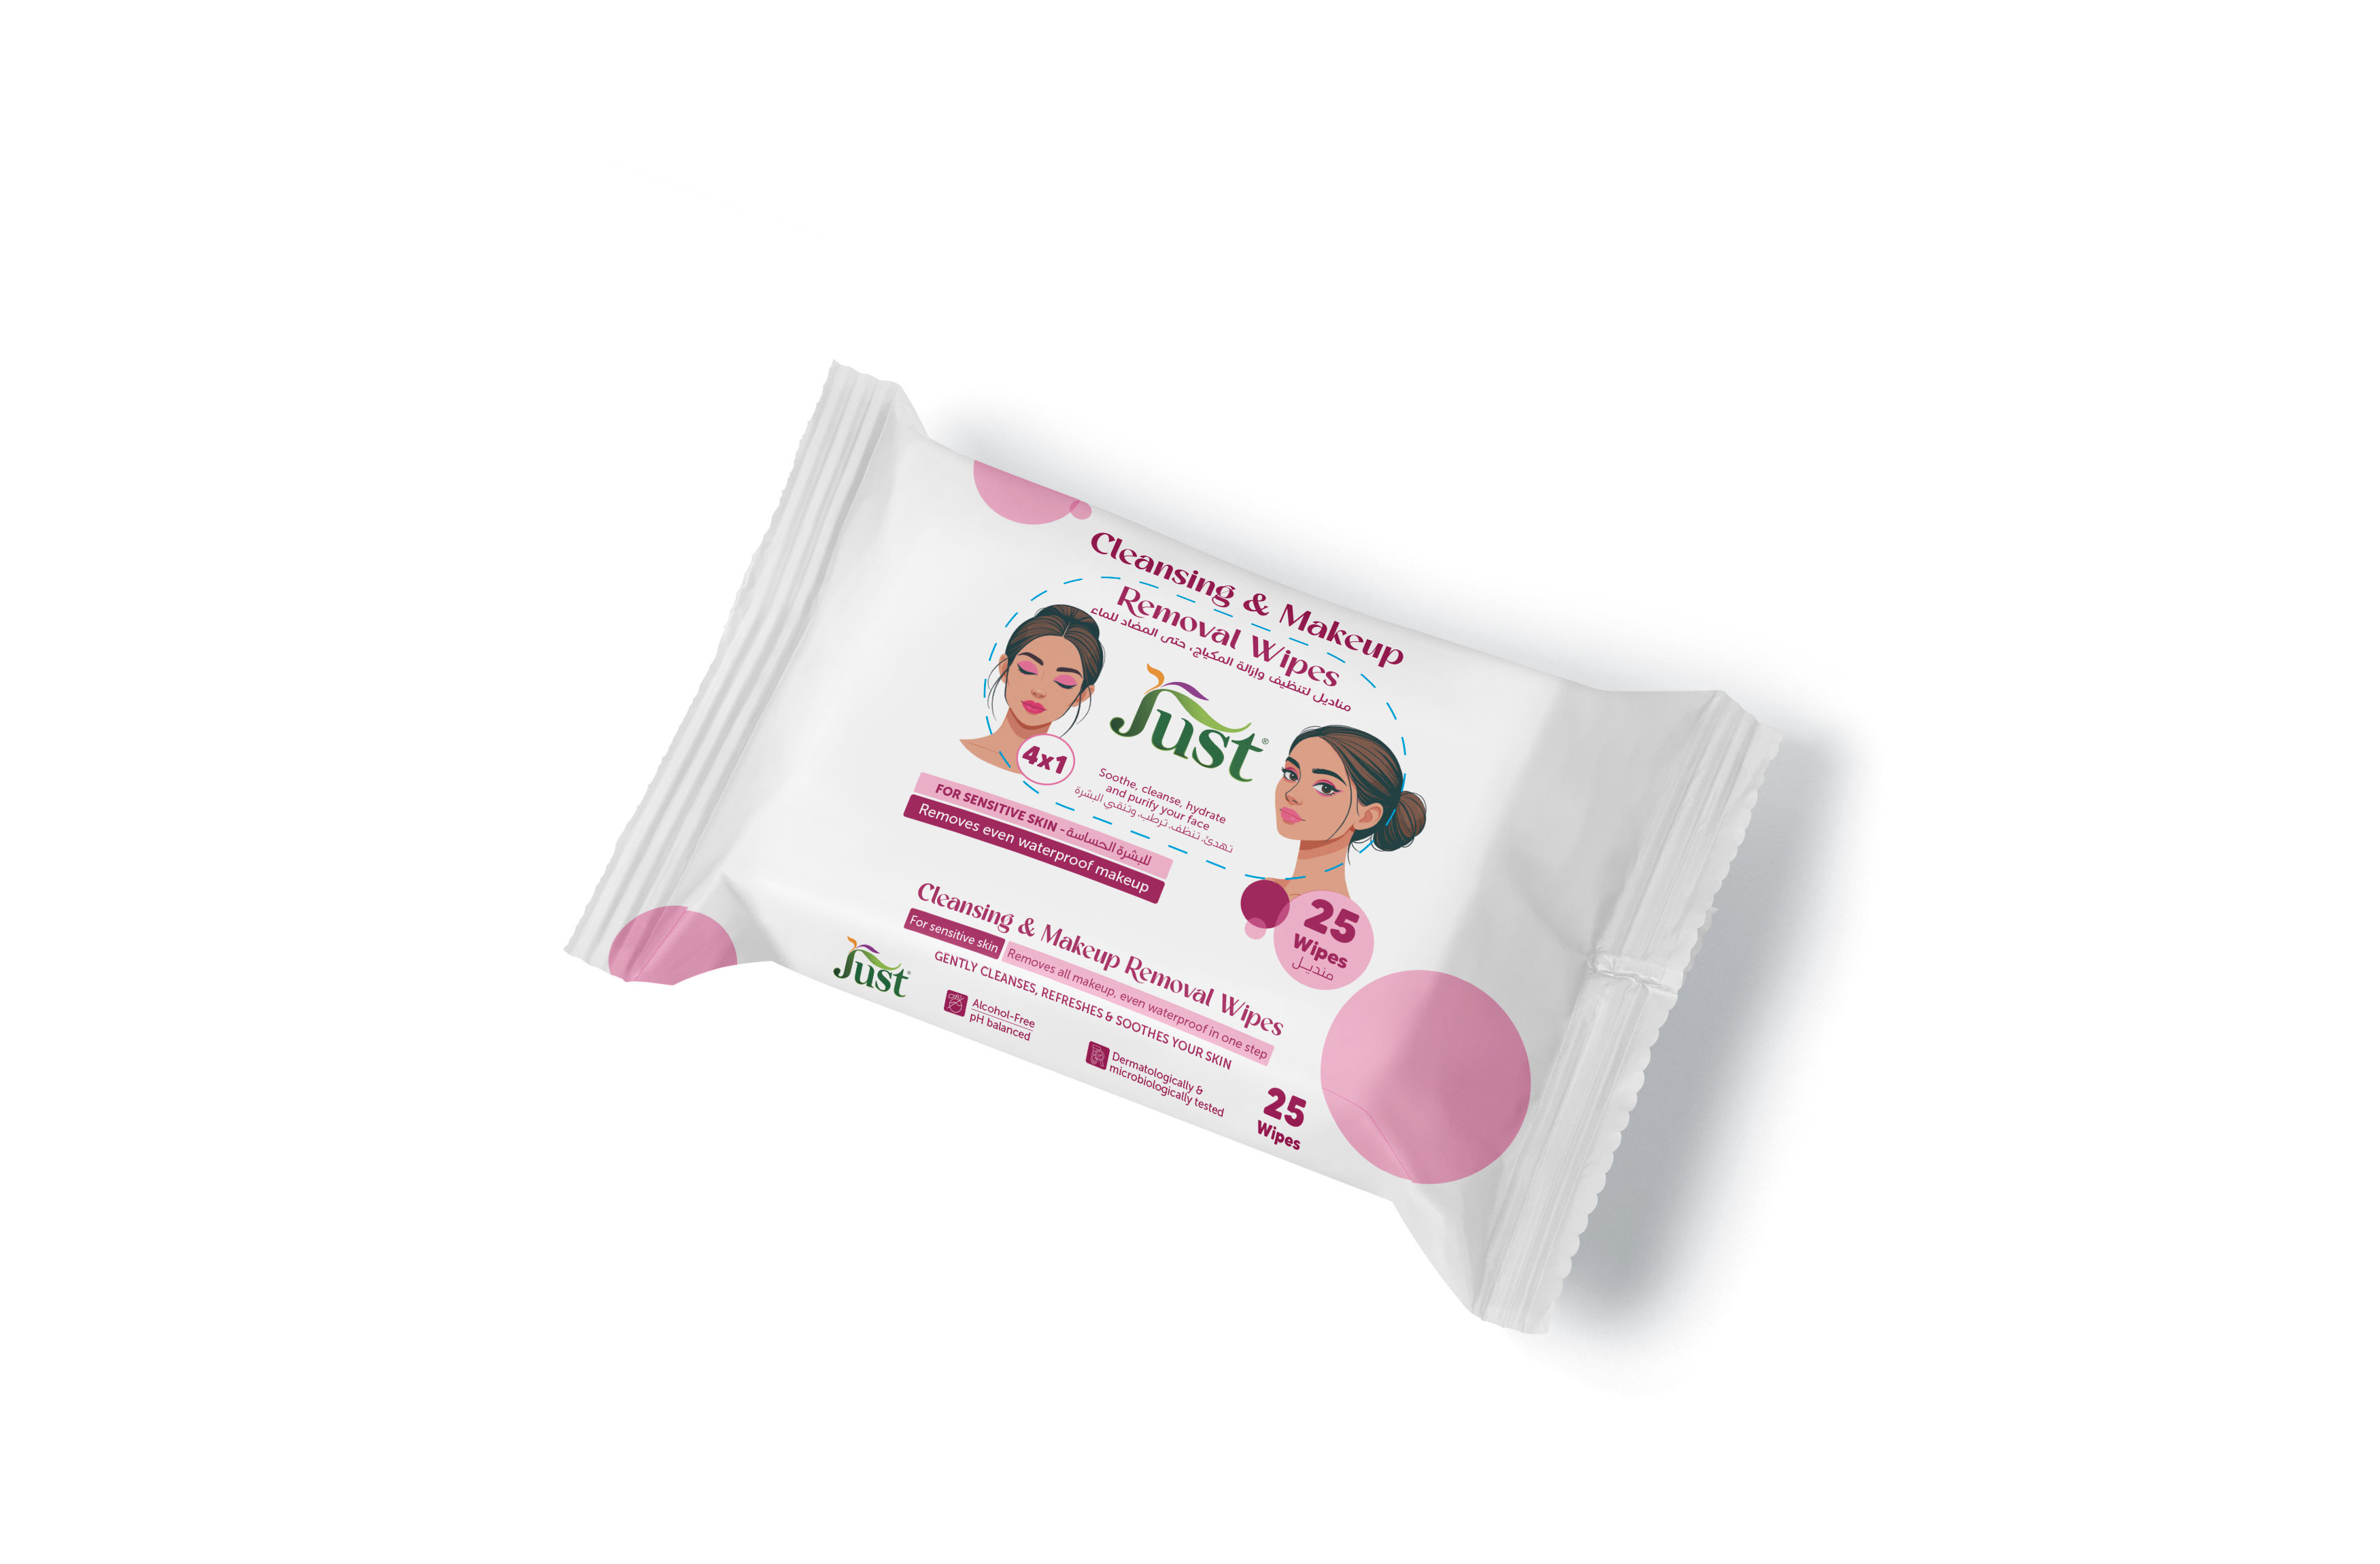 Cleansing & Makeup
Removal Wipes
مناديل لتنظيف وإزالة المكياج، حتى المضاد للماء
Just®
4x1
Soothe, cleanse, hydrate
and purify your face
تهدئ، تنظف، ترطب، وتنقي البشرة
FOR SENSITIVE SKIN - للبشرة الحساسة
Removes even waterproof makeup
25
Wipes
منديل
Cleansing & Makeup Removal Wipes
For sensitive skin Removes all makeup, even waterproof in one step
GENTLY CLEANSES, REFRESHES & SOOTHES YOUR SKIN
Just®
Alcohol-Free
pH balanced
Dermatologically &
microbiologically tested
25
Wipes